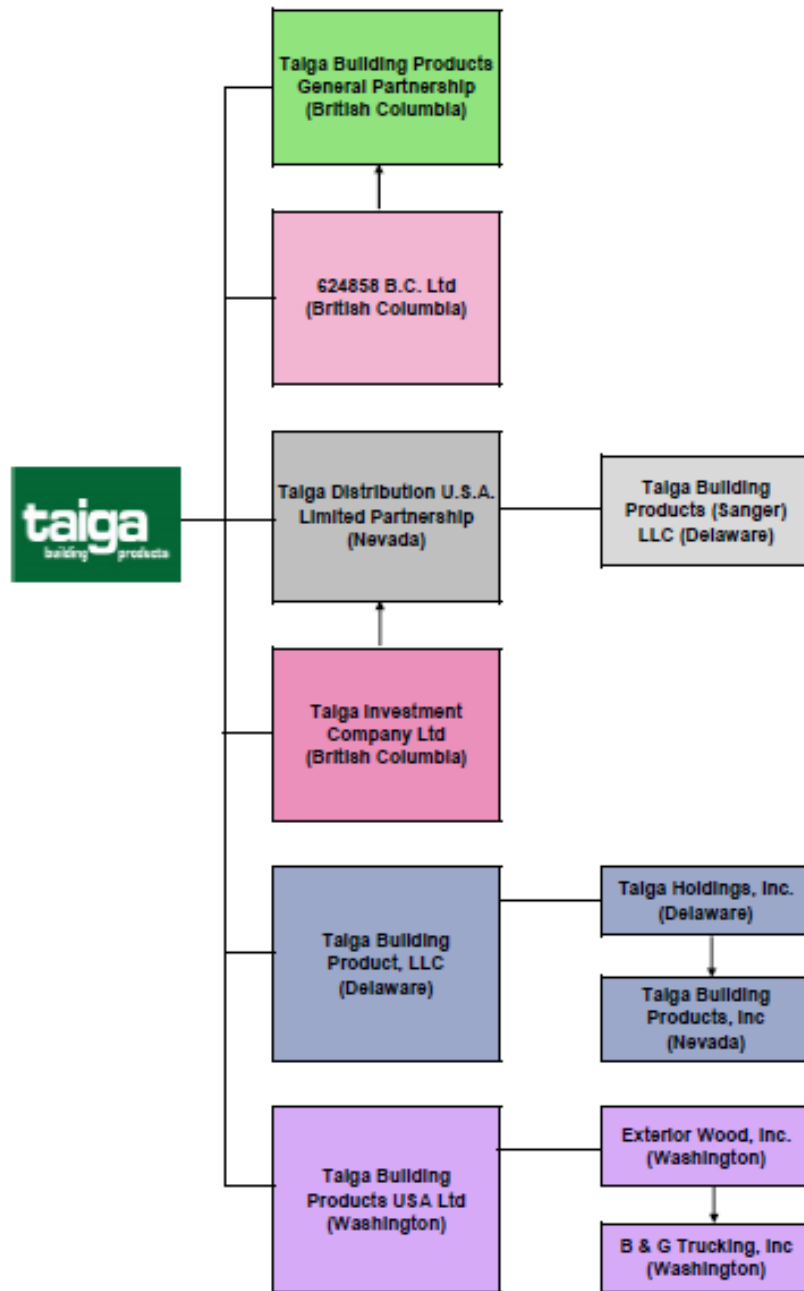 Taiga Building Products
General Partnership
(British Columbia)
624858 B.C. Ltd
(British Columbia)
taiga
building products
Taiga Distribution U.S.A.
Limited Partnership
(Nevada)
Taiga Building
Products (Sanger)
LLC (Delaware)
Taiga Investment
Company Ltd
(British Columbia)
Taiga Building
Product, LLC
(Delaware)
Taiga Holdings, Inc.
(Delaware)
Taiga Building
Products, Inc
(Nevada)
Taiga Building
Products USA Ltd
(Washington)
Exterior Wood, Inc.
(Washington)
B & G Trucking, Inc
(Washington)